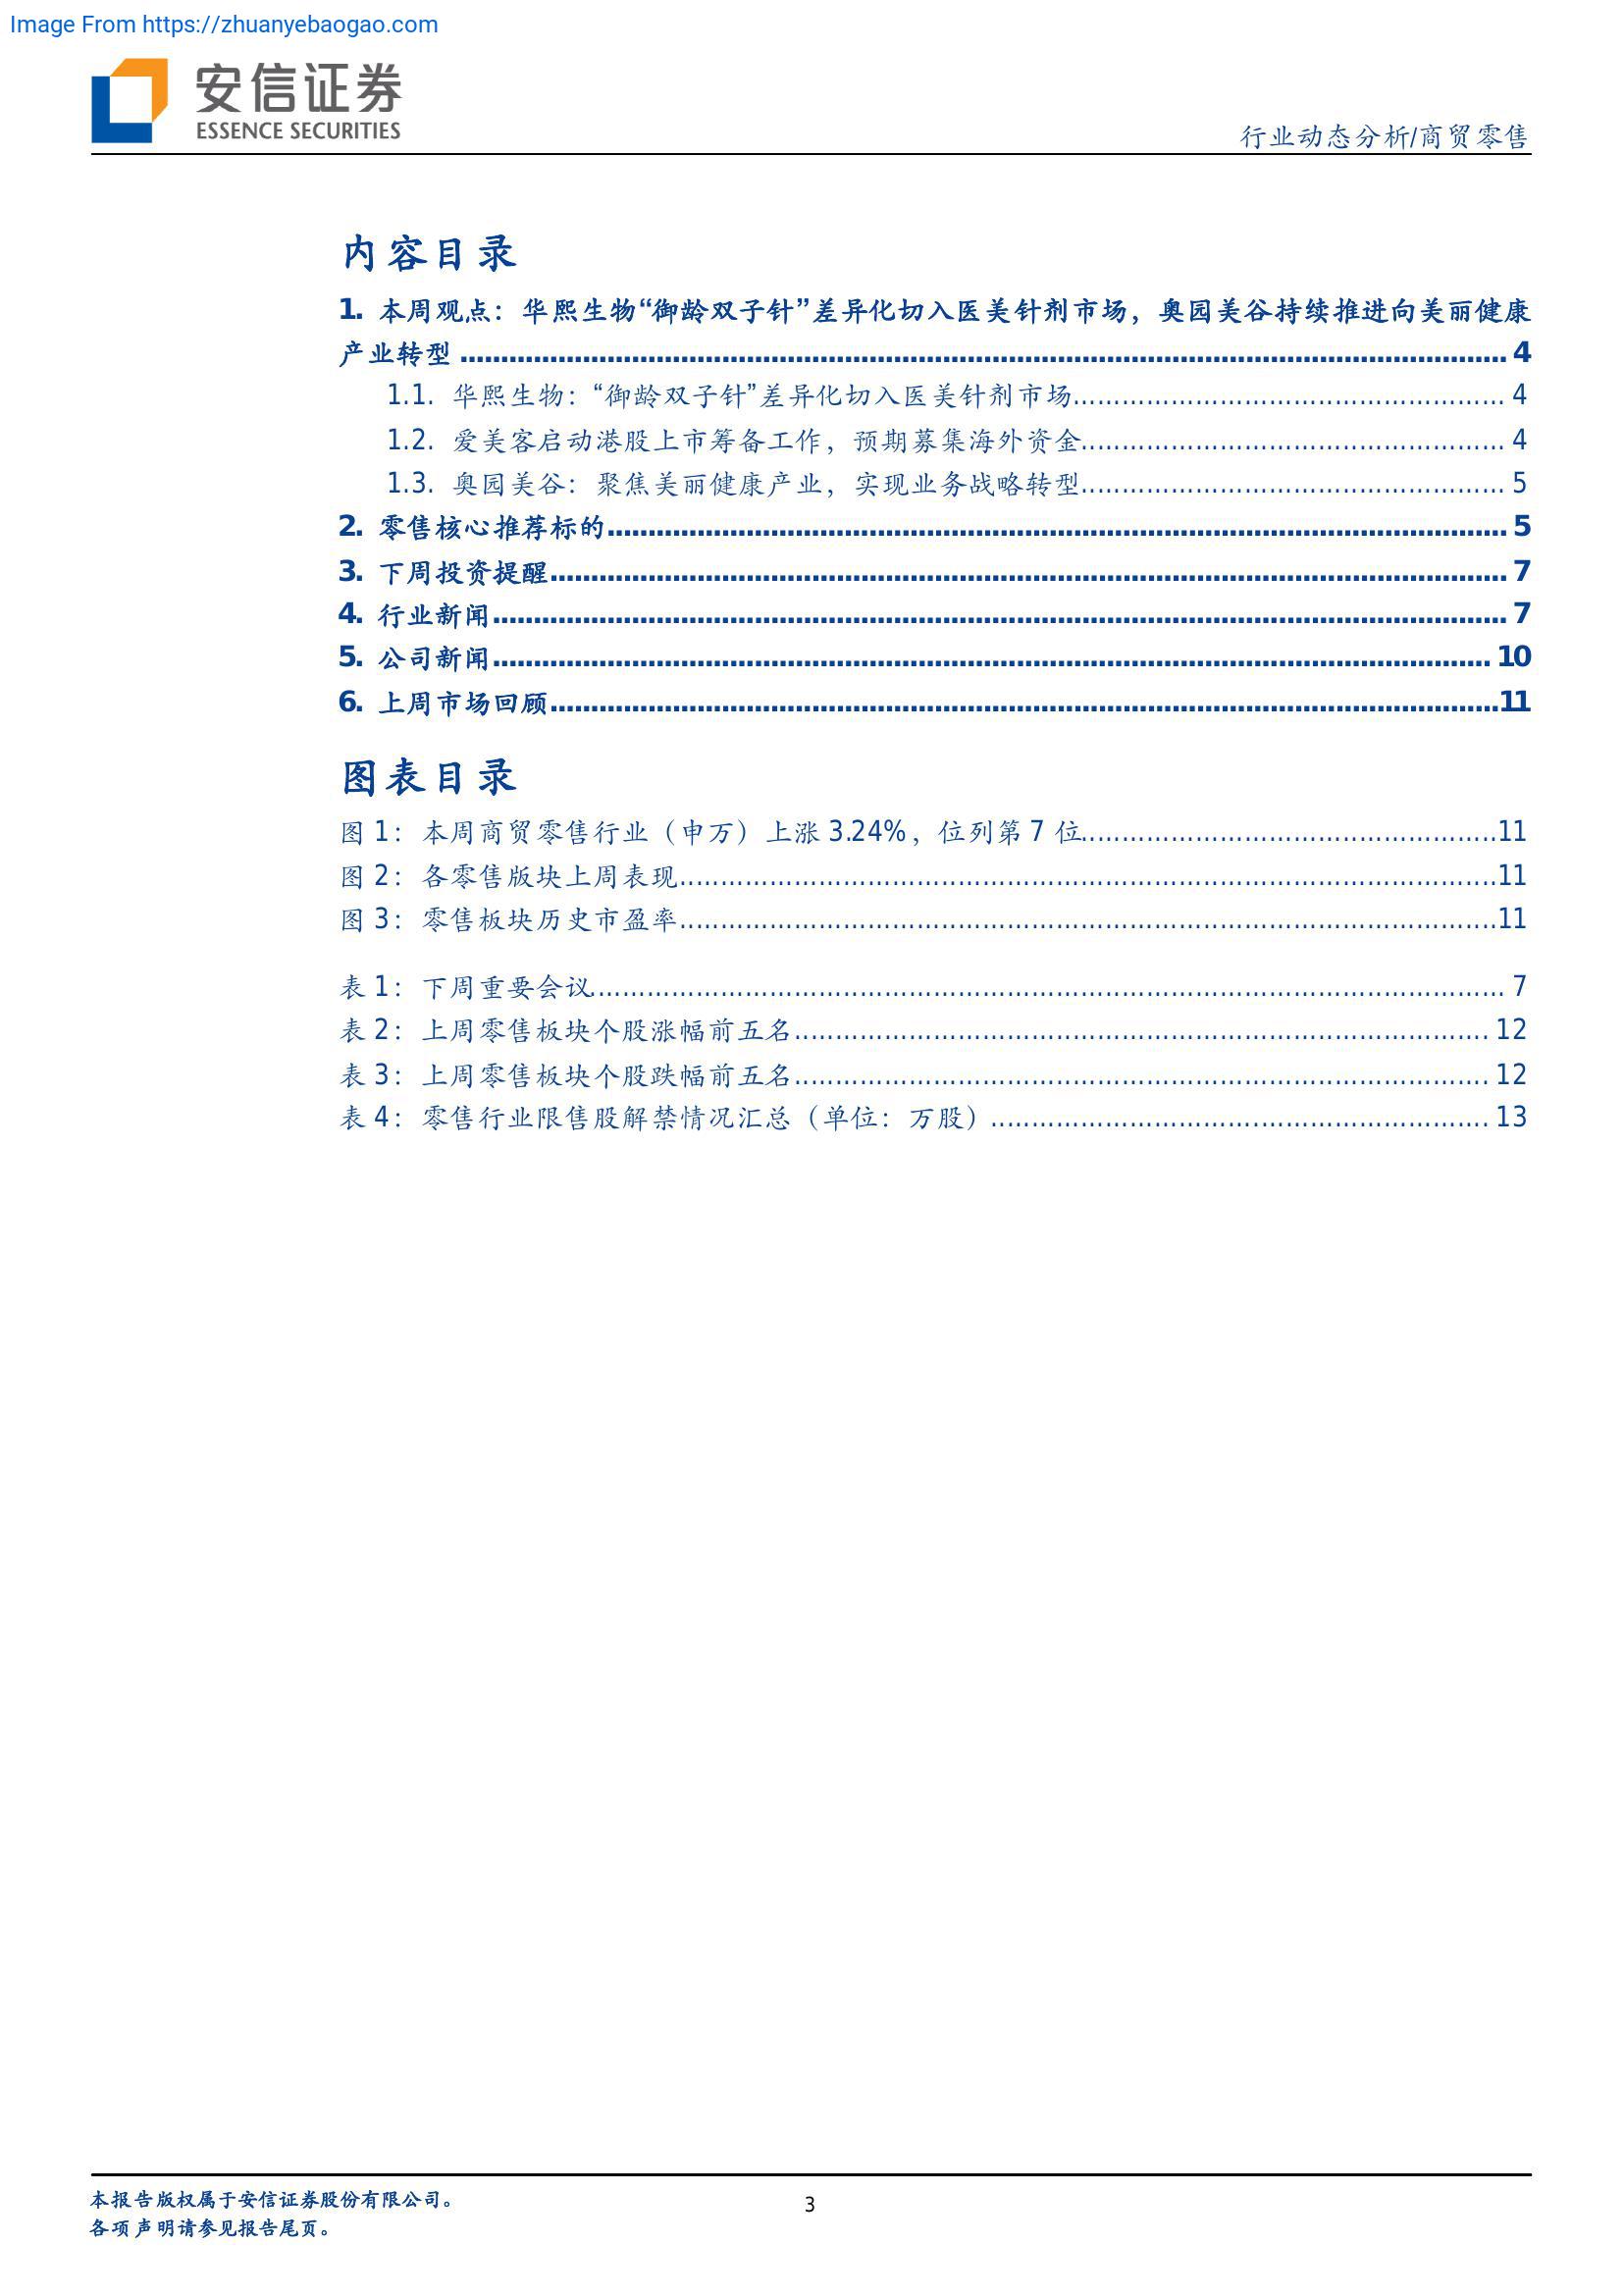 Image From https://zhuanyebaogao.com
安信证券
ESSENCE SECURITIES
行业动态分析/商贸零售
内容目录
1. 本周观点：华熙生物“御龄双子针”差异化切入医美针剂市场，奥园美谷持续推进向美丽健康
产业转型 ........ 4
1.1. 华熙生物：“御龄双子针”差异化切入医美针剂市场........ 4
1.2. 爱美客启动港股上市筹备工作，预期募集海外资金........ 4
1.3. 奥园美谷：聚焦美丽健康产业，实现业务战略转型........ 5
2. 零售核心推荐标的........ 5
3. 下周投资提醒........ 7
4. 行业新闻........ 7
5. 公司新闻........ 10
6. 上周市场回顾........11
图表目录
图 1：本周商贸零售行业（申万）上涨 3.24%，位列第 7 位........11
图 2：各零售版块上周表现........11
图 3：零售板块历史市盈率........11
表 1：下周重要会议........ 7
表 2：上周零售板块个股涨幅前五名........ 12
表 3：上周零售板块个股跌幅前五名........ 12
表 4：零售行业限售股解禁情况汇总（单位：万股）........ 13
本报告版权属于安信证券股份有限公司。
3
各项声明请参见报告尾页。